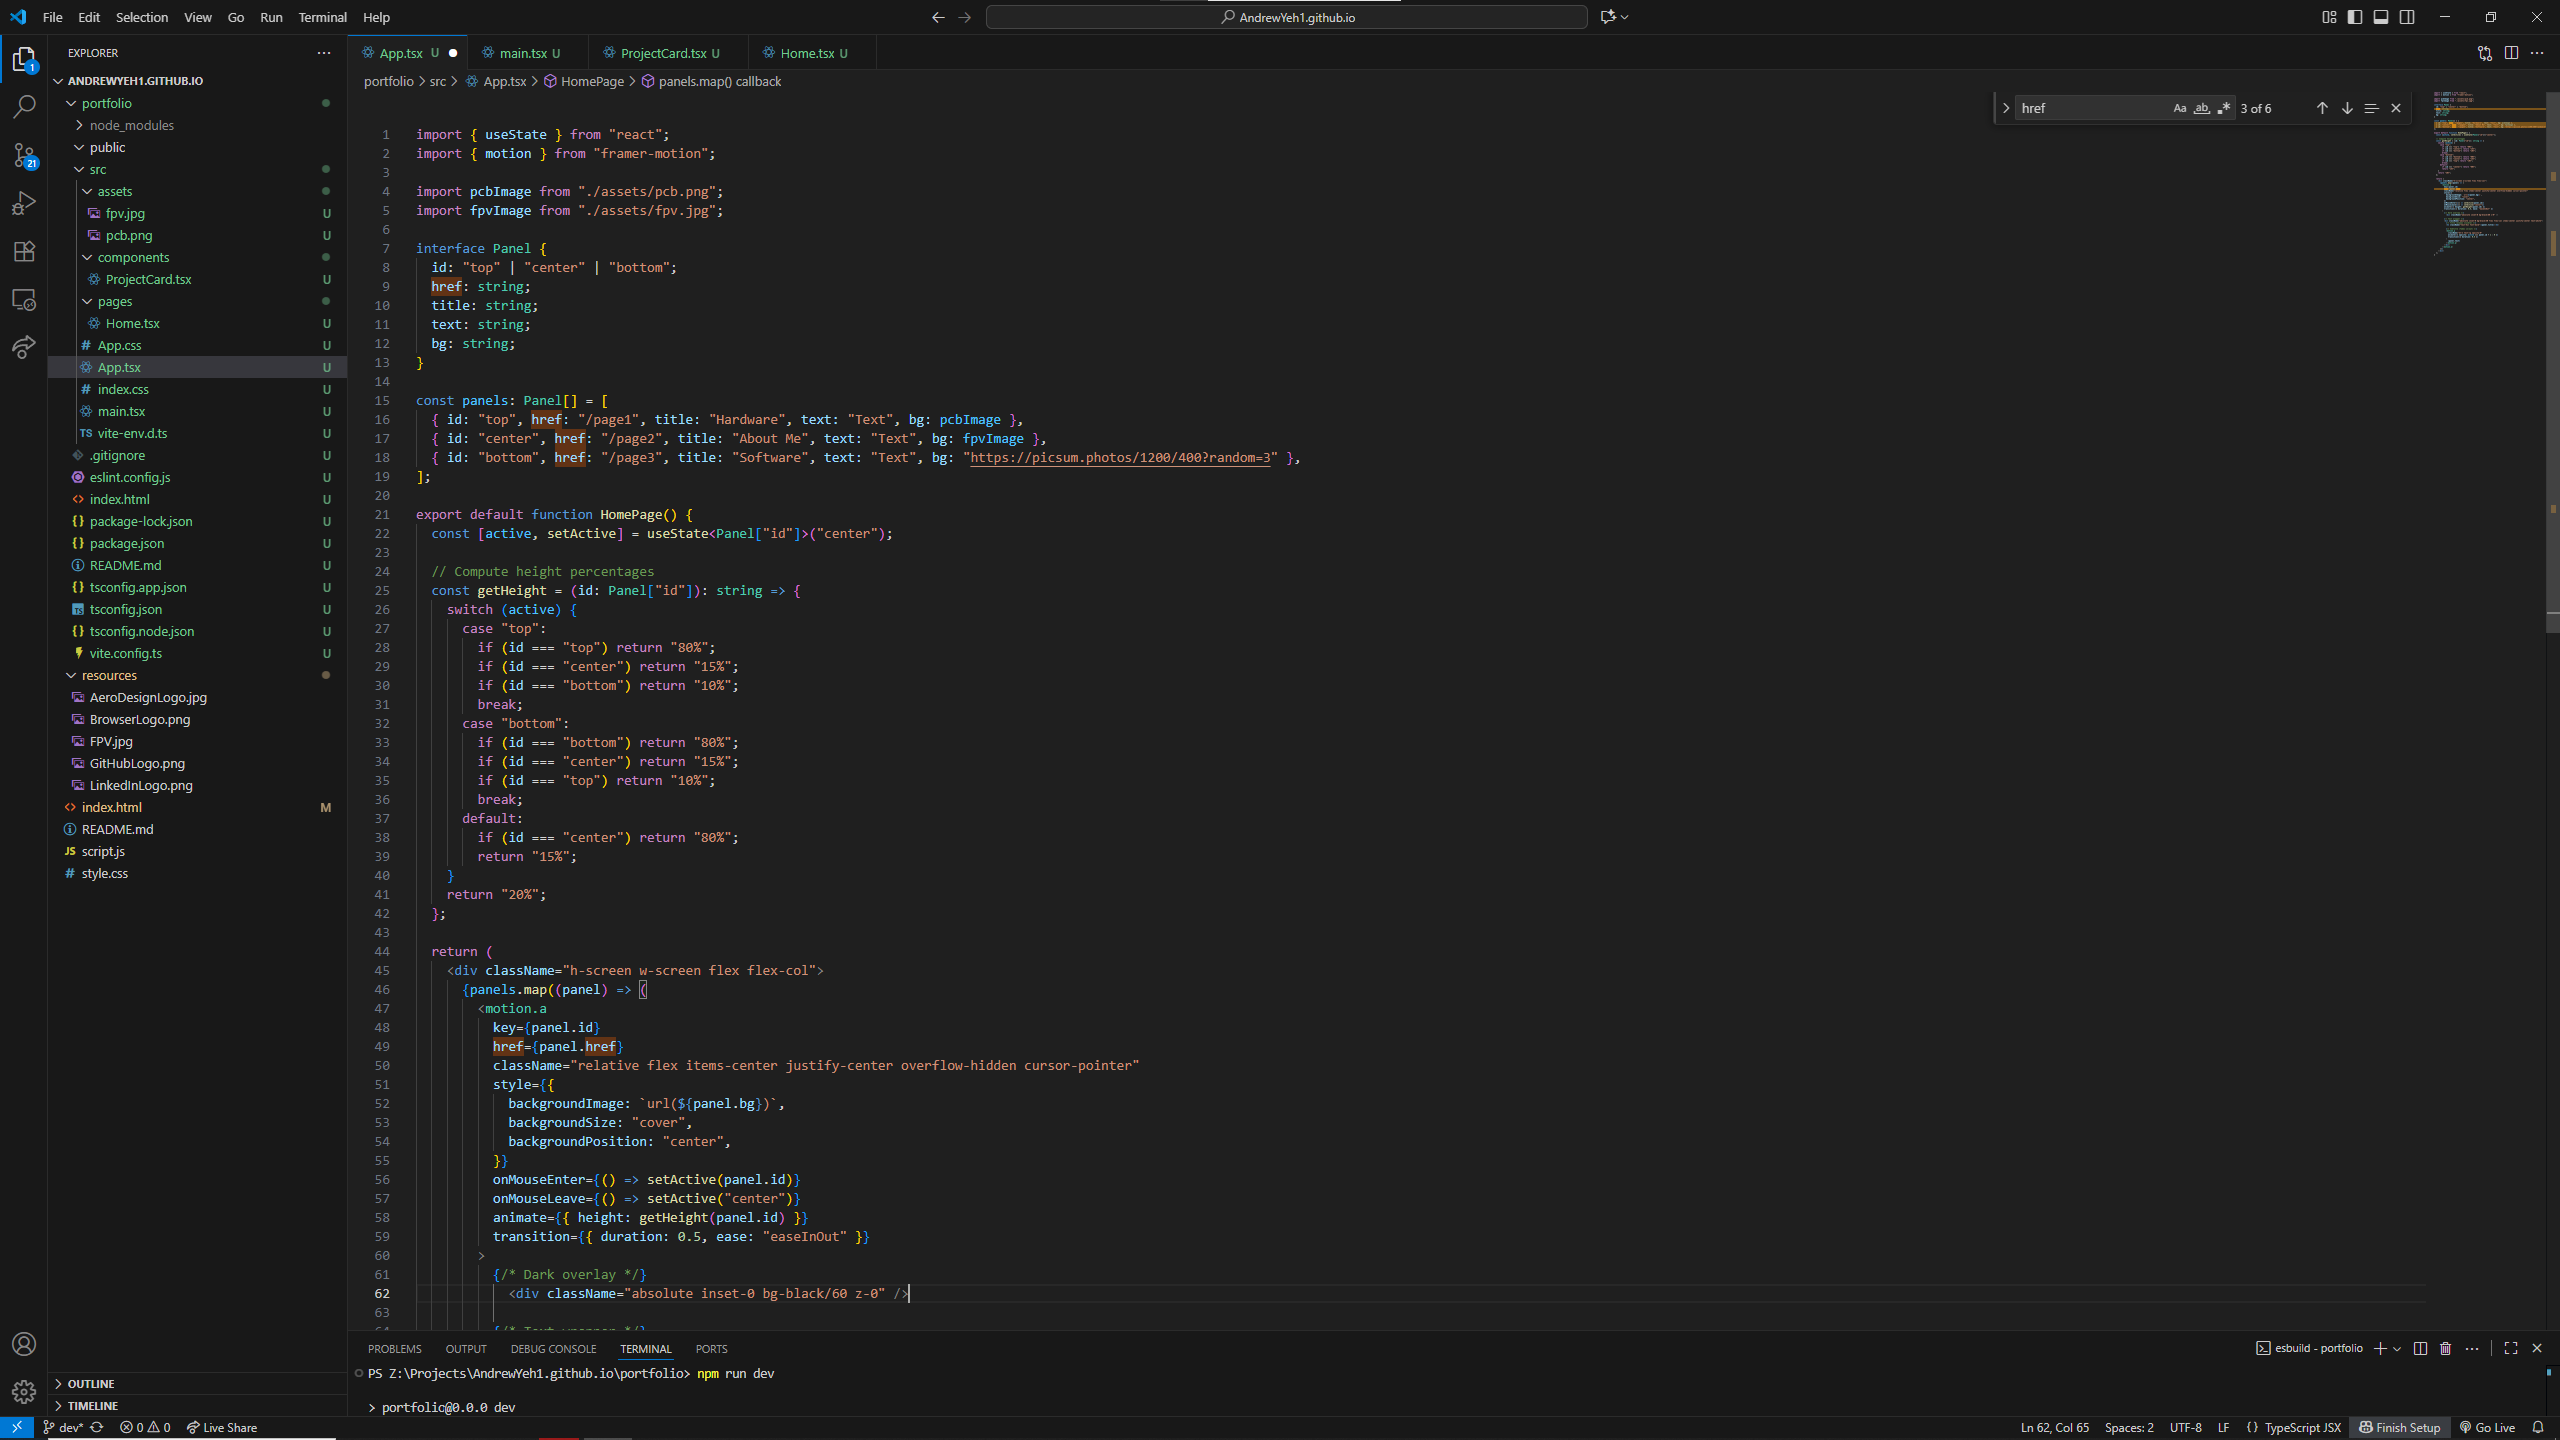 File Edit Selection View Go Run Terminal Help
AndrewYeh1.github.io
EXPLORER
ANDREWYEH1.GITHUB.IO
portfolio
node_modules
public
src
assets
fpv.jpg U
pcb.png U
components
ProjectCard.tsx U
pages
Home.tsx U
App.css U
App.tsx U
index.css U
main.tsx U
vite-env.d.ts U
.gitignore U
eslint.config.js U
index.html U
package-lock.json U
package.json U
README.md U
tsconfig.app.json U
tsconfig.json U
tsconfig.node.json U
vite.config.ts U
resources
AeroDesignLogo.jpg
BrowserLogo.png
FPV.jpg
GitHubLogo.png
LinkedInLogo.png
index.html M
README.md
script.js
style.css
OUTLINE
TIMELINE
1
21
App.tsx U main.tsx U ProjectCard.tsx U Home.tsx U
portfolio > src > App.tsx > HomePage > panels.map() callback
href Aa ab 3 of 6
1 import { useState } from "react";
2 import { motion } from "framer-motion";
3
4 import pcbImage from "./assets/pcb.png";
5 import fpvImage from "./assets/fpv.jpg";
6
7 interface Panel {
8 id: "top" | "center" | "bottom";
9 href: string;
10 title: string;
11 text: string;
12 bg: string;
13 }
14
15 const panels: Panel[] = [
16 { id: "top", href: "/page1", title: "Hardware", text: "Text", bg: pcbImage },
17 { id: "center", href: "/page2", title: "About Me", text: "Text", bg: fpvImage },
18 { id: "bottom", href: "/page3", title: "Software", text: "Text", bg: "https://picsum.photos/1200/400?random=3" },
19 ];
20
21 export default function HomePage() {
22 const [active, setActive] = useState<Panel["id"]>("center");
23
24 // Compute height percentages
25 const getHeight = (id: Panel["id"]): string => {
26 switch (active) {
27 case "top":
28 if (id === "top") return "80%";
29 if (id === "center") return "15%";
30 if (id === "bottom") return "10%";
31 break;
32 case "bottom":
33 if (id === "bottom") return "80%";
34 if (id === "center") return "15%";
35 if (id === "top") return "10%";
36 break;
37 default:
38 if (id === "center") return "80%";
39 return "15%";
40 }
41 return "20%";
42 };
43
44 return (
45 <div className="h-screen w-screen flex flex-col">
46 {panels.map((panel) => (
47 <motion.a
48 key={panel.id}
49 href={panel.href}
50 className="relative flex items-center justify-center overflow-hidden cursor-pointer"
51 style={{
52 backgroundImage: `url(${panel.bg})`,
53 backgroundSize: "cover",
54 backgroundPosition: "center",
55 }}
56 onMouseEnter={() => setActive(panel.id)}
57 onMouseLeave={() => setActive("center")}
58 animate={{ height: getHeight(panel.id) }}
59 transition={{ duration: 0.5, ease: "easeInOut" }}
60 >
61 {/* Dark overlay */}
62 <div className="absolute inset-0 bg-black/60 z-0" />
63
PROBLEMS OUTPUT DEBUG CONSOLE TERMINAL PORTS
esbuild - portfolio
PS Z:\Projects\AndrewYeh1.github.io\portfolio> npm run dev
> portfolio@0.0.0 dev
dev* 0 0 Live Share
Ln 62, Col 65 Spaces: 2 UTF-8 LF TypeScript JSX Finish Setup Go Live